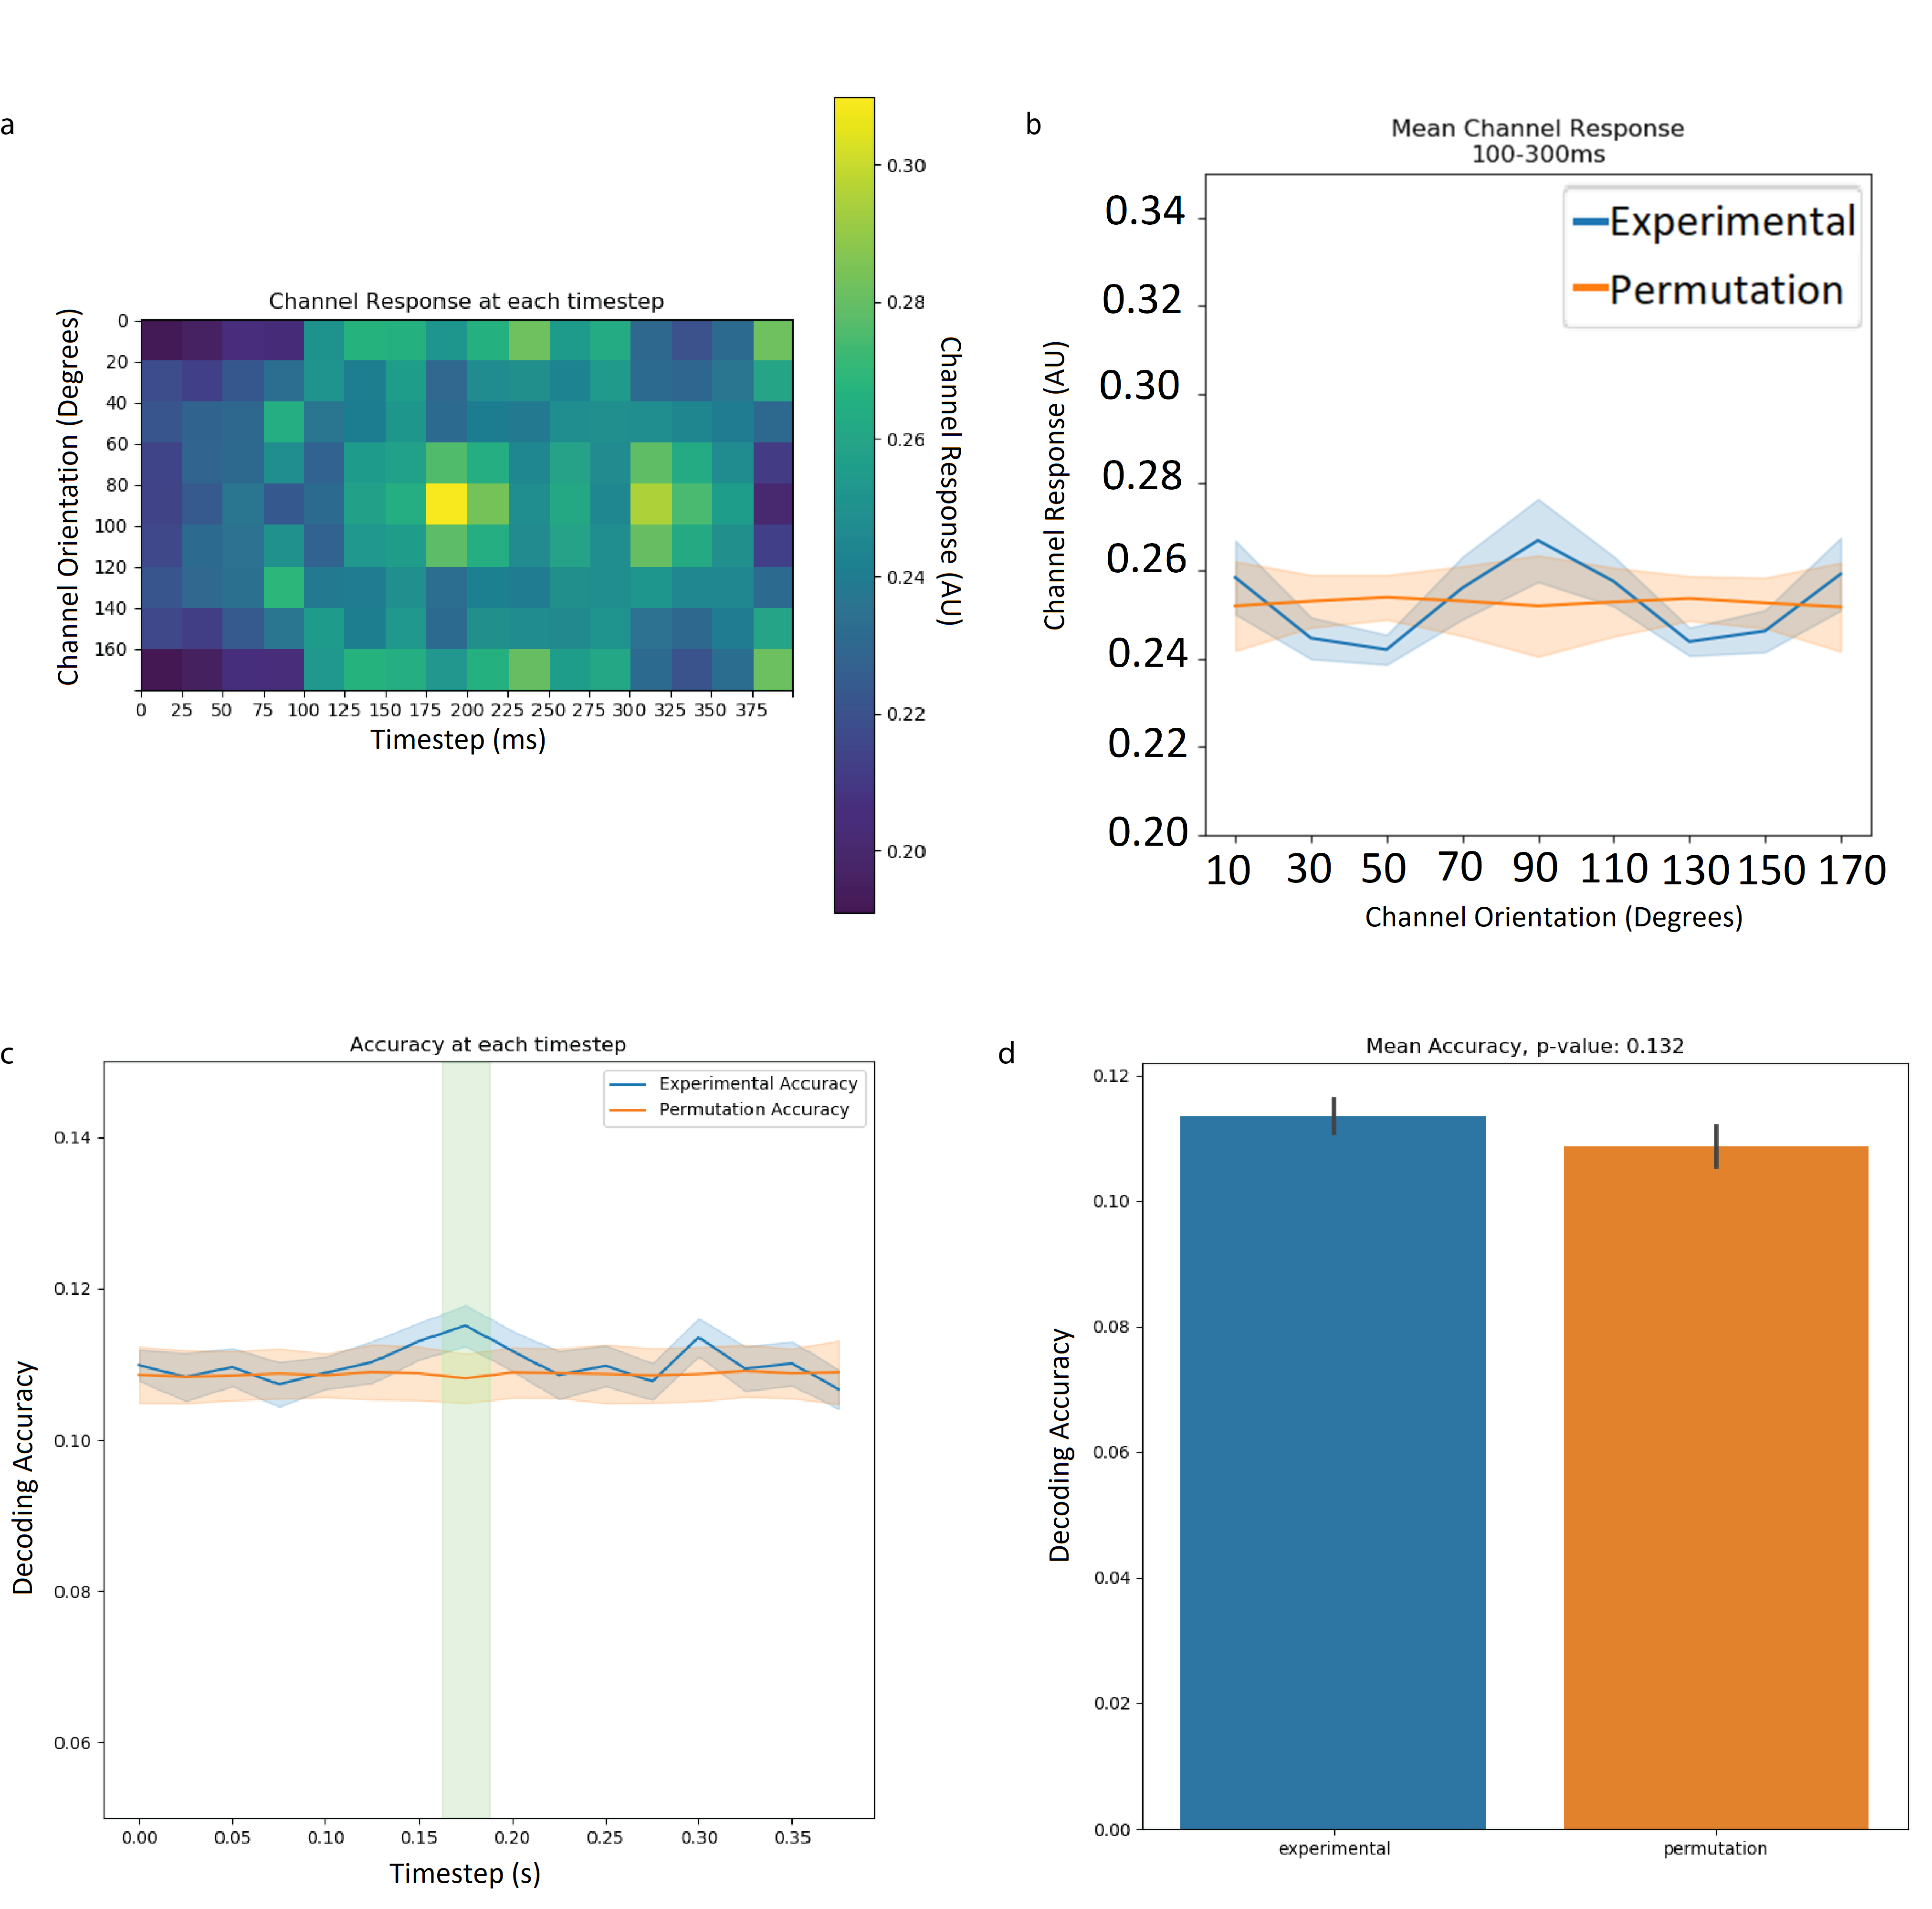 a
Channel Response at each timestep
Channel Orientation (Degrees)
0
20
40
60
80
100
120
140
160
0 25 50 75 100 125 150 175 200 225 250 275 300 325 350 375
Timestep (ms)
0.30
0.28
0.26
0.24
0.22
0.20
Channel Response (AU)
b
Mean Channel Response
100-300ms
Experimental
Permutation
Channel Response (AU)
0.34
0.32
0.30
0.28
0.26
0.24
0.22
0.20
10 30 50 70 90 110 130 150 170
Channel Orientation (Degrees)
c
Accuracy at each timestep
Experimental Accuracy
Permutation Accuracy
Decoding Accuracy
0.14
0.12
0.10
0.08
0.06
0.00 0.05 0.10 0.15 0.20 0.25 0.30 0.35
Timestep (s)
d
Mean Accuracy, p-value: 0.132
Decoding Accuracy
0.12
0.10
0.08
0.06
0.04
0.02
0.00
experimental permutation